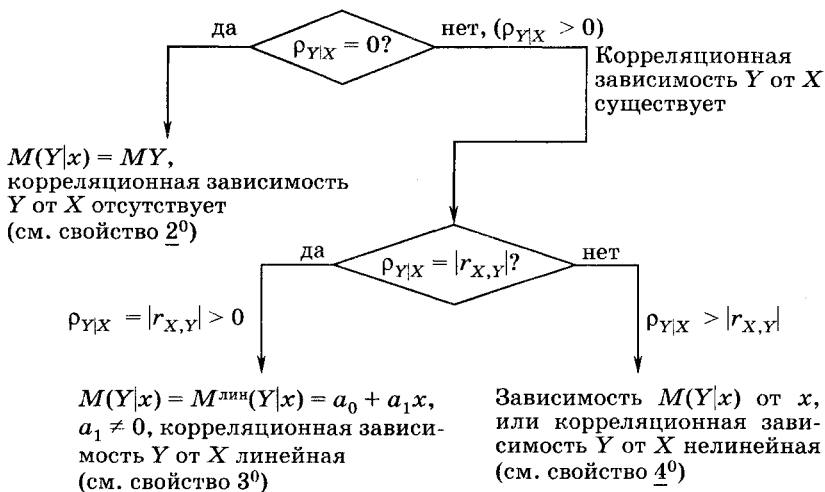 да
ρ_{Y|X} = 0?
нет, (ρ_{Y|X} > 0)
Корреляционная
зависимость Y от X
существует
M(Y|x) = MY,
корреляционная зависимость
Y от X отсутствует
(см. свойство 2⁰)
да
ρ_{Y|X} = |r_{X,Y}|?
нет
ρ_{Y|X} = |r_{X,Y}| > 0
ρ_{Y|X} > |r_{X,Y}|
M(Y|x) = M^{лин}(Y|x) = a₀ + a₁x,
a₁ ≠ 0, корреляционная зависи-
мость Y от X линейная
(см. свойство 3⁰)
Зависимость M(Y|x) от x,
или корреляционная зави-
симость Y от X нелинейная
(см. свойство 4⁰)